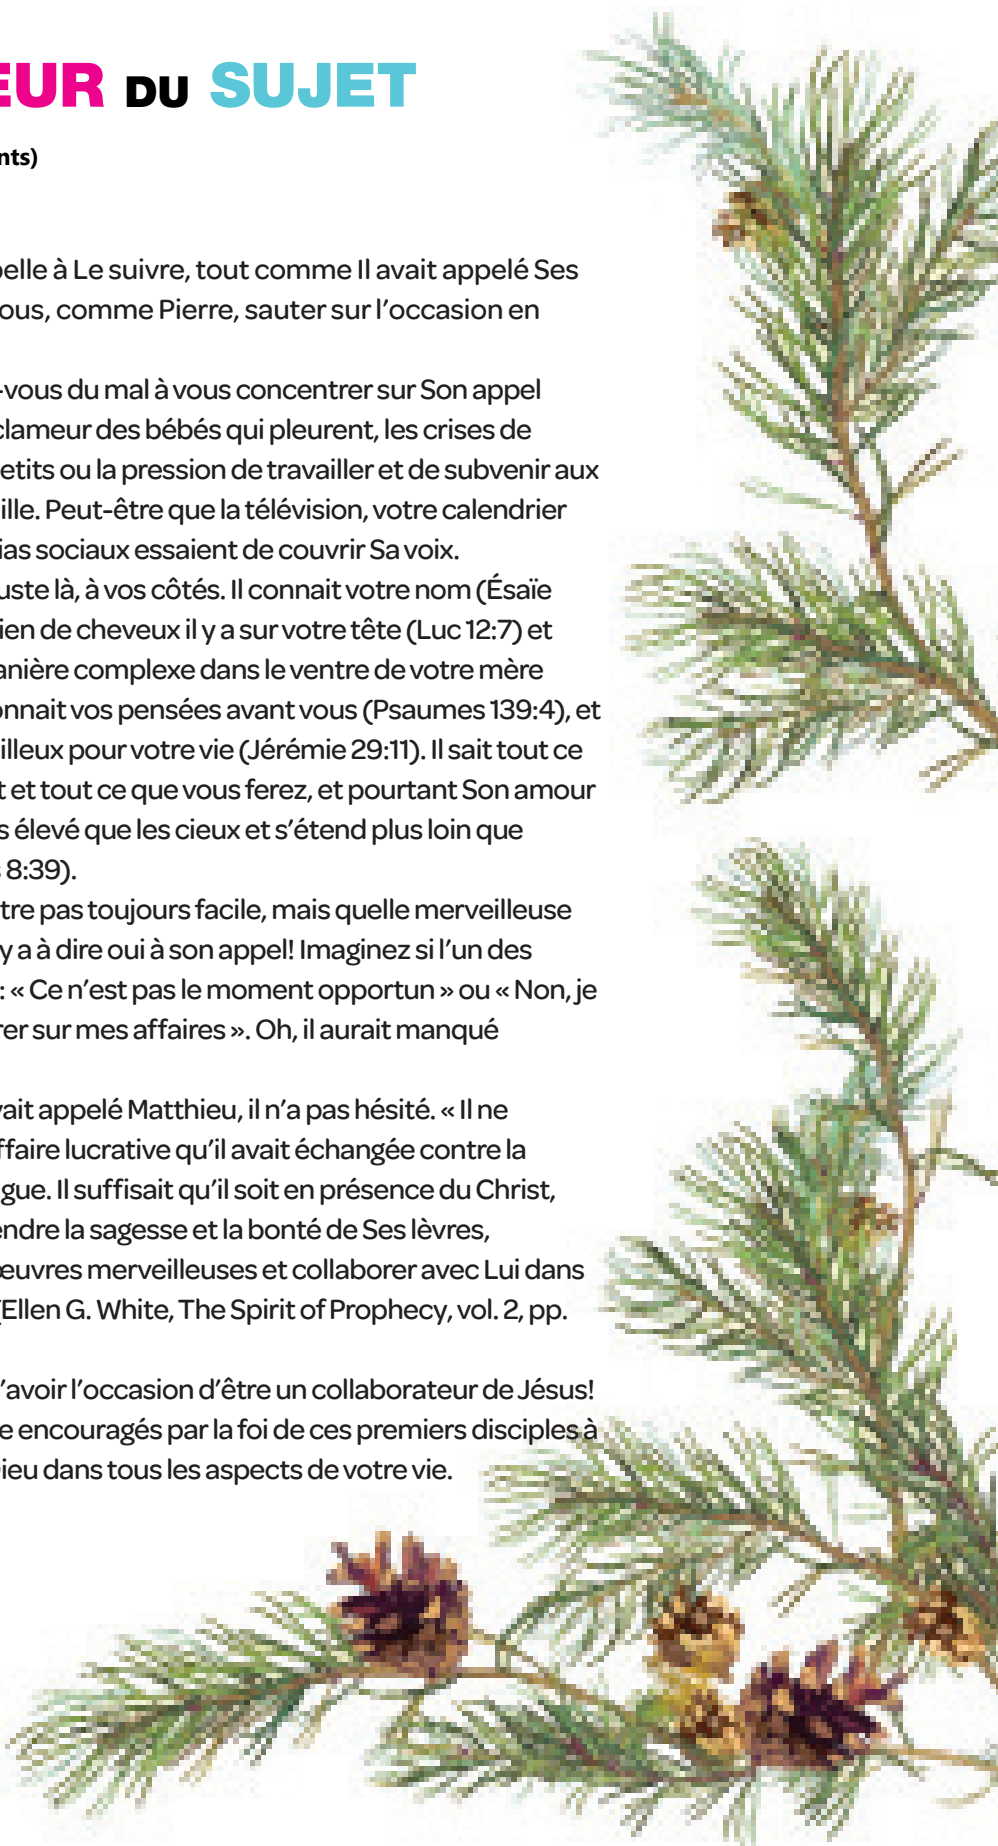 EUR DU SUJET
nts)
elle à Le suivre, tout comme Il avait appelé Ses
ous, comme Pierre, sauter sur l’occasion en
-vous du mal à vous concentrer sur Son appel
clameur des bébés qui pleurent, les crises de
etits ou la pression de travailler et de subvenir aux
ille. Peut-être que la télévision, votre calendrier
ias sociaux essaient de couvrir Sa voix.
uste là, à vos côtés. Il connait votre nom (Ésaïe
ien de cheveux il y a sur votre tête (Luc 12:7) et
anière complexe dans le ventre de votre mère
onnait vos pensées avant vous (Psaumes 139:4), et
illeux pour votre vie (Jérémie 29:11). Il sait tout ce
t et tout ce que vous ferez, et pourtant Son amour
s élevé que les cieux et s’étend plus loin que
8:39).
tre pas toujours facile, mais quelle merveilleuse
y a à dire oui à son appel! Imaginez si l’un des
: « Ce n’est pas le moment opportun » ou « Non, je
rer sur mes affaires ». Oh, il aurait manqué
vait appelé Matthieu, il n’a pas hésité. « Il ne
ffaire lucrative qu’il avait échangée contre la
gue. Il suffisait qu’il soit en présence du Christ,
endre la sagesse et la bonté de Ses lèvres,
œuvres merveilleuses et collaborer avec Lui dans
(Ellen G. White, The Spirit of Prophecy, vol. 2, pp.
’avoir l’occasion d’être un collaborateur de Jésus!
e encouragés par la foi de ces premiers disciples à
Dieu dans tous les aspects de votre vie.